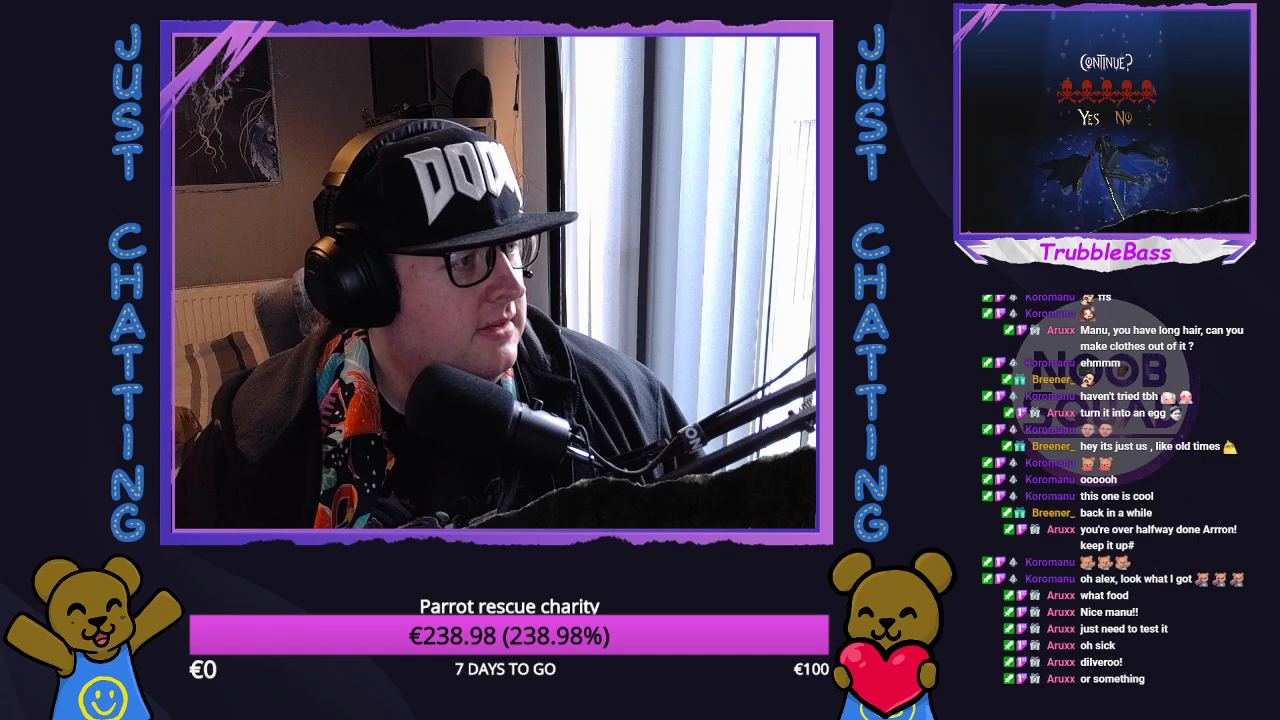 JUST CHATTING
JUST CHATTING
DOOM
CONTINUE?
YES NO
TrubbleBass
Koromanu
Koromanu
Aruxx Manu, you have long hair, can you
make clothes out of it ?
Koromanu ehmmm
Breener_
Koromanu haven't tried tbh
Aruxx turn it into an egg
Koromanu
Breener_ hey its just us , like old times
Koromanu
Koromanu oooooh
Koromanu this one is cool
Breener_ back in a while
Aruxx you're over halfway done Arrron!
keep it up#
Koromanu
Koromanu oh alex, look what I got
Aruxx what food
Aruxx Nice manu!!
Aruxx just need to test it
Aruxx oh sick
Aruxx dilveroo!
Aruxx or something
NOOB
Parrot rescue charity
€238.98 (238.98%)
€0 7 DAYS TO GO €100